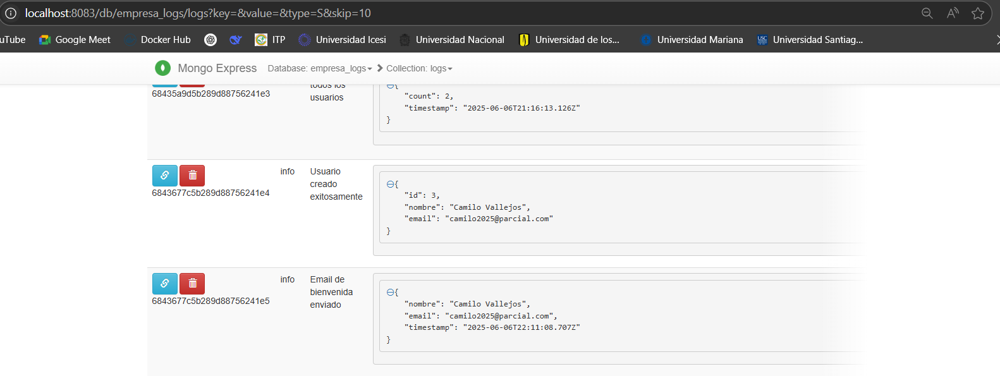 localhost:8083/db/empresa_logs/logs?key=&value=&type=S&skip=10
uTube Google Meet Docker Hub ITP Universidad Icesi Universidad Nacional Universidad de los... USC Universidad Mariana Universidad Santiag...
Mongo Express Database: empresa_logs Collection: logs
68435a9d5b289d88756241e3
todos los
usuarios
{
"count": 2,
"timestamp": "2025-06-06T21:16:13.126Z"
}
6843677c5b289d88756241e4
info
Usuario
creado
exitosamente
{
"id": 3,
"nombre": "Camilo Vallejos",
"email": "camilo2025@parcial.com"
}
6843677c5b289d88756241e5
info
Email de
bienvenida
enviado
{
"nombre": "Camilo Vallejos",
"email": "camilo2025@parcial.com",
"timestamp": "2025-06-06T22:11:08.707Z"
}